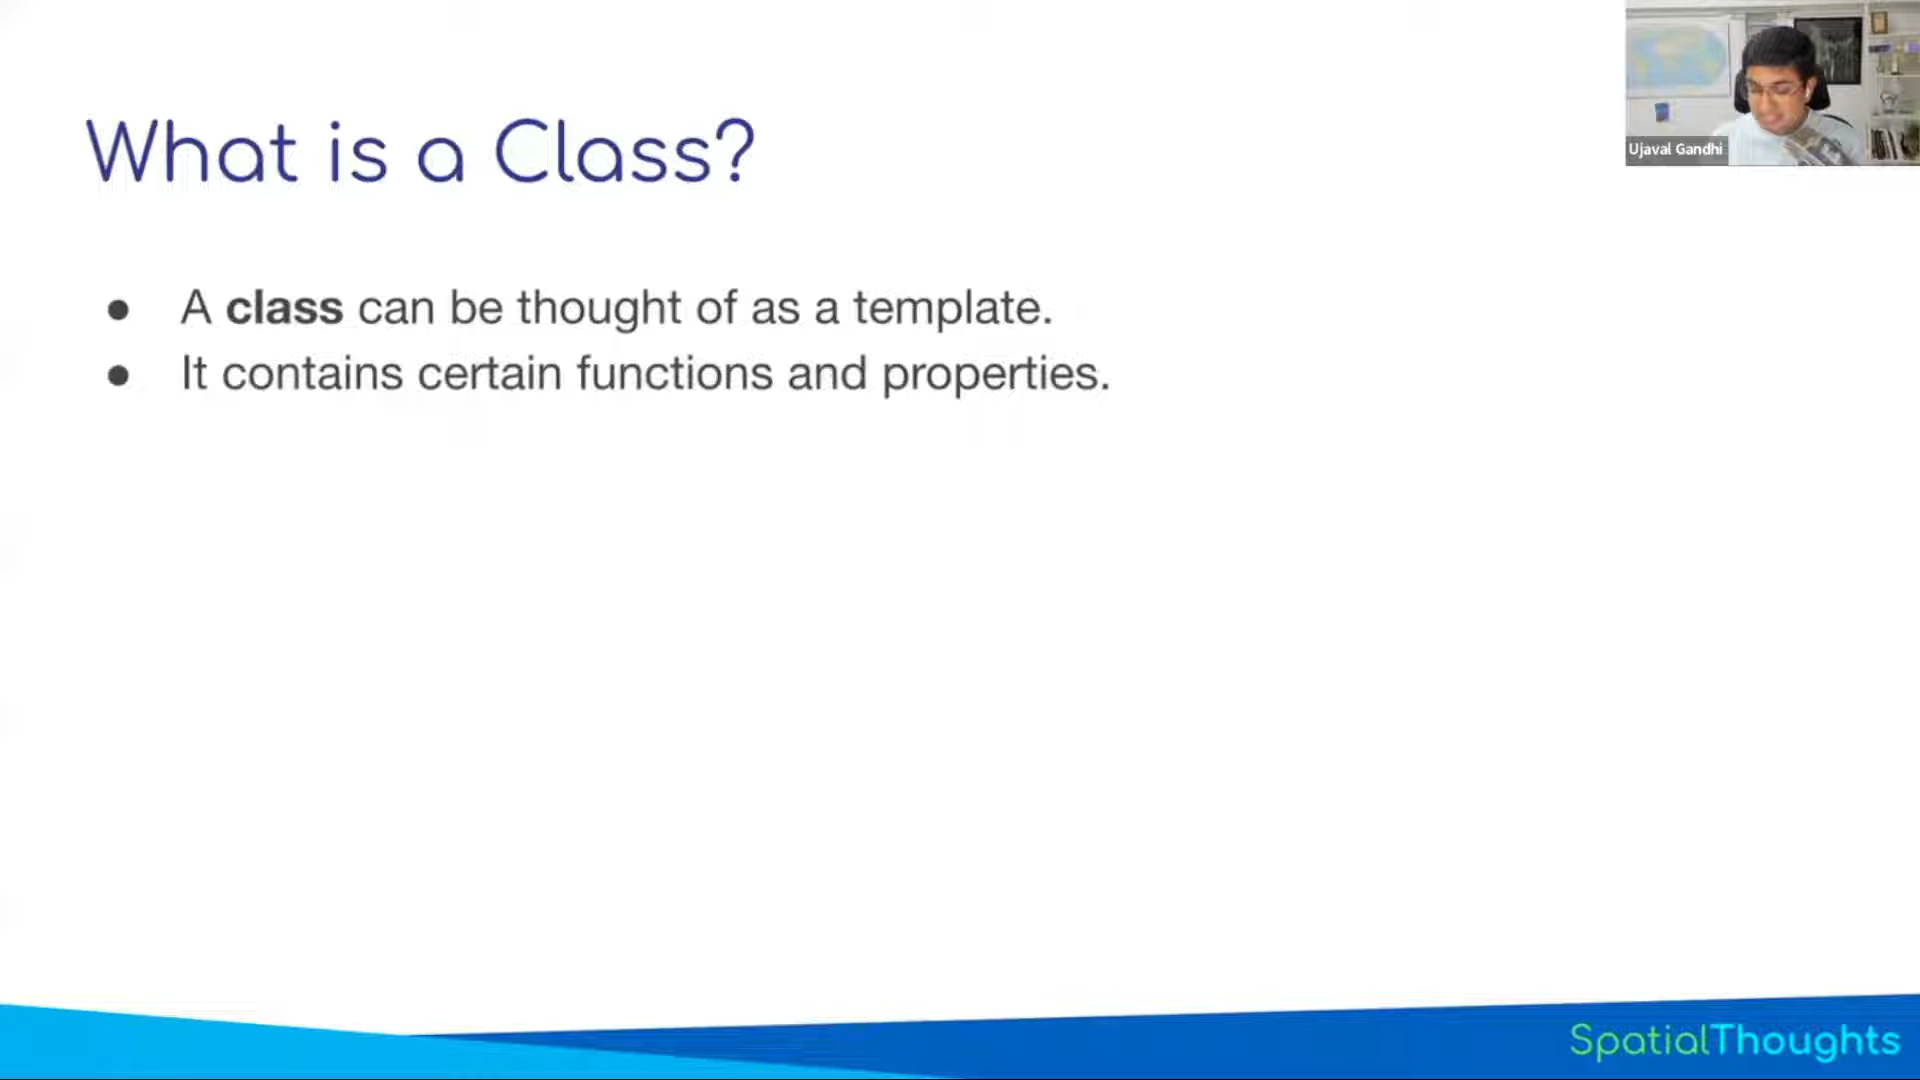 What is a Class?
● A class can be thought of as a template.
● It contains certain functions and properties.
Ujaval Gandhi
SpatialThoughts